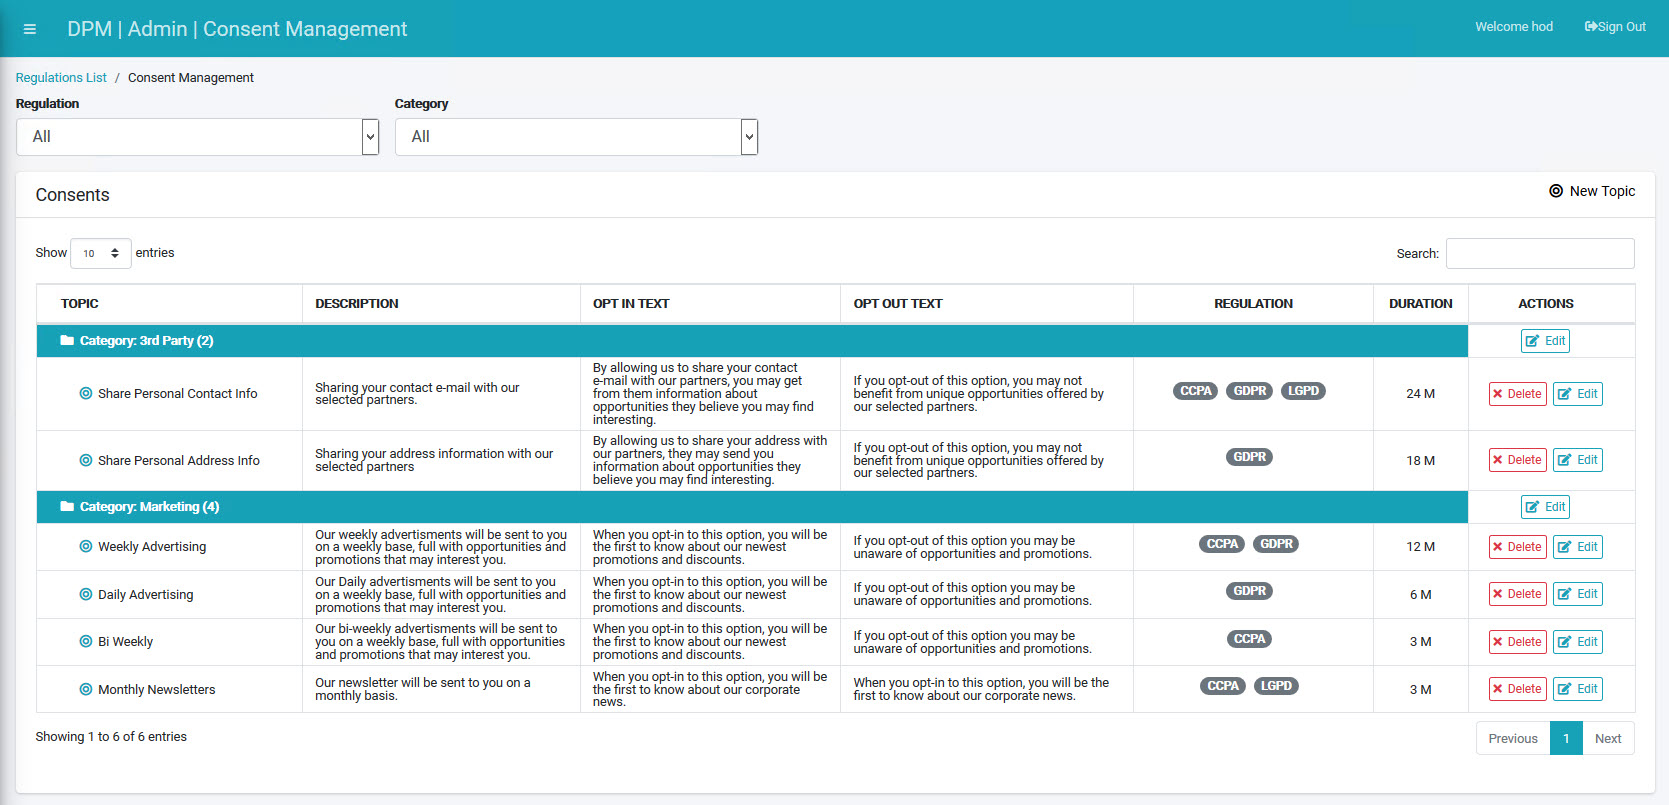 DPM | Admin | Consent Management
Welcome hod
Sign Out
Regulations List / Consent Management
Regulation
Category
All
All
Consents
New Topic
Show 10 entries
Search:
TOPIC DESCRIPTION OPT IN TEXT OPT OUT TEXT REGULATION DURATION ACTIONS
Category: 3rd Party (2)
Edit
Share Personal Contact Info
Sharing your contact e-mail with our
selected partners.
By allowing us to share your contact
e-mail with our partners, you may get
from them information about
opportunities they believe you may find
interesting.
If you opt-out of this option, you may not
benefit from unique opportunities offered by
our selected partners.
CCPA GDPR LGPD
24 M
Delete Edit
Share Personal Address Info
Sharing your address information with our
selected partners
By allowing us to share your address with
our partners, they may send you
information about opportunities they
believe you may find interesting.
If you opt-out of this option, you may not
benefit from unique opportunities offered by
our selected partners.
GDPR
18 M
Delete Edit
Category: Marketing (4)
Edit
Weekly Advertising
Our weekly advertisments will be sent to you
on a weekly base, full with opportunities and
promotions that may interest you.
When you opt-in to this option, you will be
the first to know about our newest
promotions and discounts.
If you opt-out of this option you may be
unaware of opportunities and promotions.
CCPA GDPR
12 M
Delete Edit
Daily Advertising
Our Daily advertisments will be sent to you
on a weekly base, full with opportunities and
promotions that may interest you.
When you opt-in to this option, you will be
the first to know about our newest
promotions and discounts.
If you opt-out of this option you may be
unaware of opportunities and promotions.
GDPR
6 M
Delete Edit
Bi Weekly
Our bi-weekly advertisments will be sent to
you on a weekly base, full with opportunities
and promotions that may interest you.
When you opt-in to this option, you will be
the first to know about our newest
promotions and discounts.
If you opt-out of this option you may be
unaware of opportunities and promotions.
CCPA
3 M
Delete Edit
Monthly Newsletters
Our newsletter will be sent to you on a
monthly basis.
When you opt-in to this option, you will be
the first to know about our corporate
news.
When you opt-in to this option, you will be the
first to know about our corporate news.
CCPA LGPD
3 M
Delete Edit
Showing 1 to 6 of 6 entries
Previous 1 Next